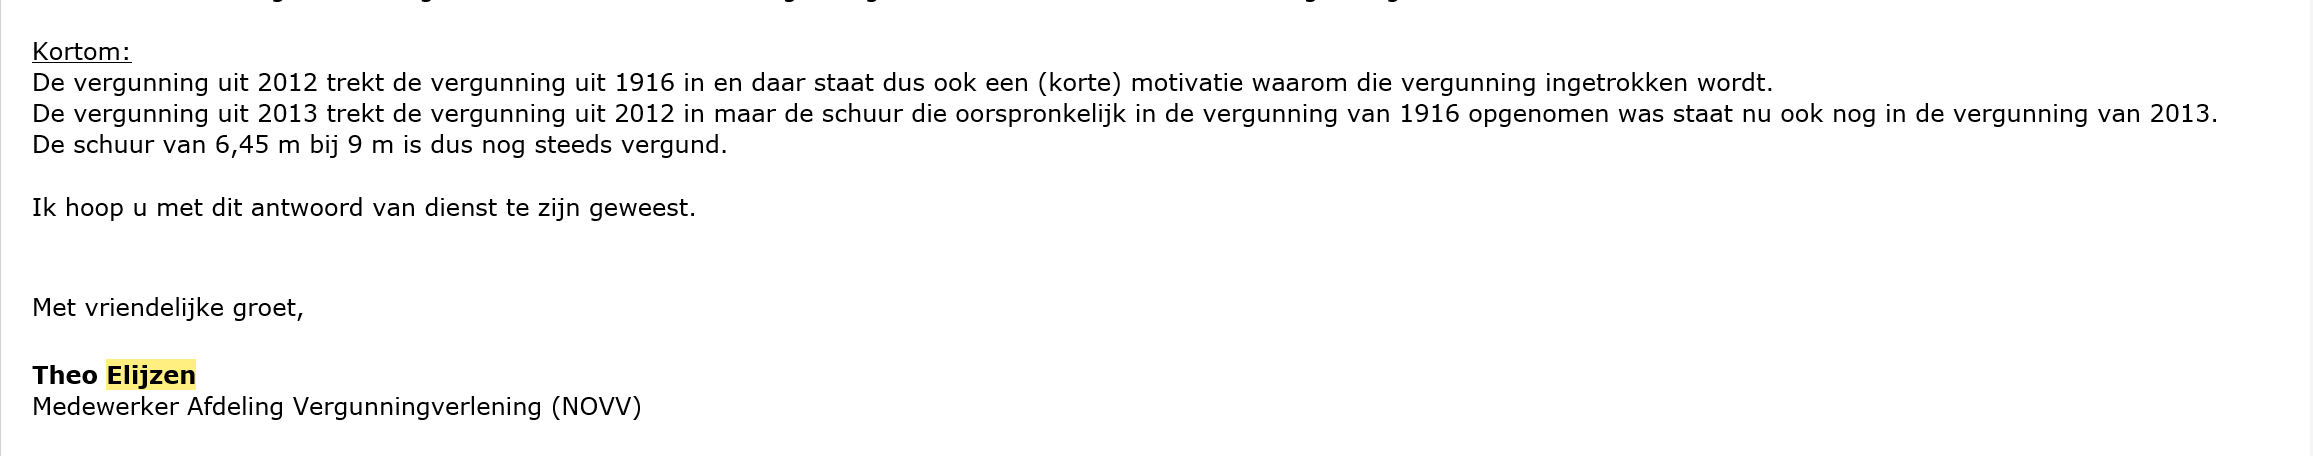 Kortom:
De vergunning uit 2012 trekt de vergunning uit 1916 in en daar staat dus ook een (korte) motivatie waarom die vergunning ingetrokken wordt.
De vergunning uit 2013 trekt de vergunning uit 2012 in maar de schuur die oorspronkelijk in de vergunning van 1916 opgenomen was staat nu ook nog in de vergunning van 2013.
De schuur van 6,45 m bij 9 m is dus nog steeds vergund.
Ik hoop u met dit antwoord van dienst te zijn geweest.
Met vriendelijke groet,
Theo Elijzen
Medewerker Afdeling Vergunningverlening (NOVV)